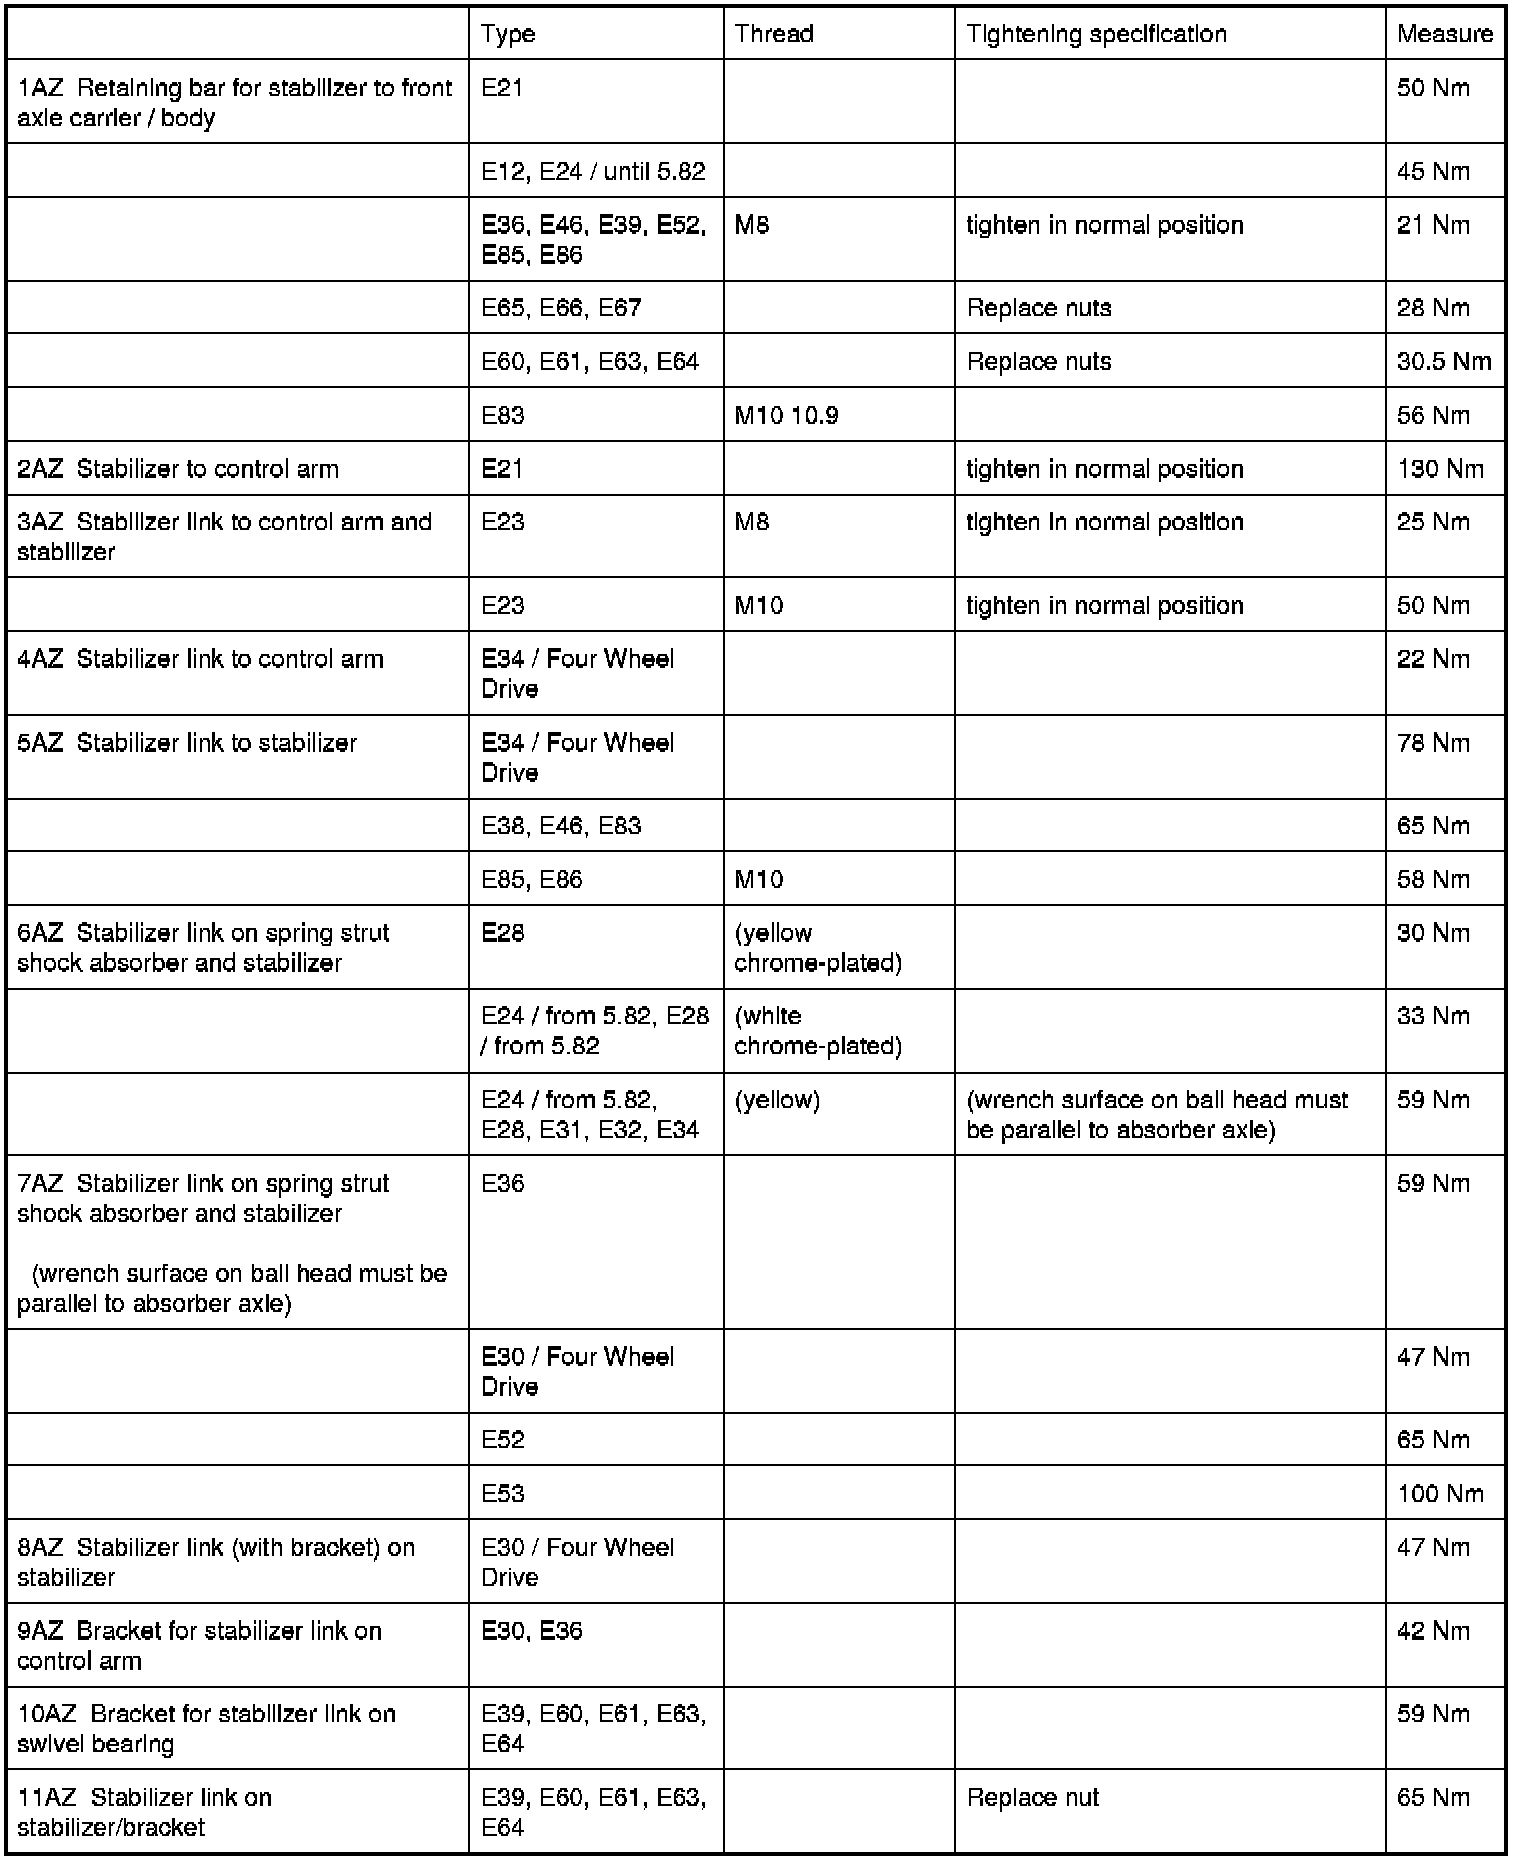 Type Thread Tightening specification Measure
1AZ Retaining bar for stabilizer to front E21 50 Nm
axle carrier / body
E12, E24 / until 5.82 45 Nm
E36, E46, E39, E52, M8 tighten in normal position 21 Nm
E85, E86
E65, E66, E67 Replace nuts 28 Nm
E60, E61, E63, E64 Replace nuts 30.5 Nm
E83 M10 10.9 56 Nm
2AZ Stabilizer to control arm E21 tighten in normal position 130 Nm
3AZ Stabilizer link to control arm and E23 M8 tighten in normal position 25 Nm
stabilizer
E23 M10 tighten in normal position 50 Nm
4AZ Stabilizer link to control arm E34 / Four Wheel 22 Nm
Drive
5AZ Stabilizer link to stabilizer E34 / Four Wheel 78 Nm
Drive
E38, E46, E83 65 Nm
E85, E86 M10 58 Nm
6AZ Stabilizer link on spring strut E28 (yellow 30 Nm
shock absorber and stabilizer chrome-plated)
E24 / from 5.82, E28 (white 33 Nm
/ from 5.82 chrome-plated)
E24 / from 5.82, (yellow) (wrench surface on ball head must 59 Nm
E28, E31, E32, E34 be parallel to absorber axle)
7AZ Stabilizer link on spring strut E36 59 Nm
shock absorber and stabilizer
(wrench surface on ball head must be
parallel to absorber axle)
E30 / Four Wheel 47 Nm
Drive
E52 65 Nm
E53 100 Nm
8AZ Stabilizer link (with bracket) on E30 / Four Wheel 47 Nm
stabilizer Drive
9AZ Bracket for stabilizer link on E30, E36 42 Nm
control arm
10AZ Bracket for stabilizer link on E39, E60, E61, E63, 59 Nm
swivel bearing E64
11AZ Stabilizer link on E39, E60, E61, E63, Replace nut 65 Nm
stabilizer/bracket E64